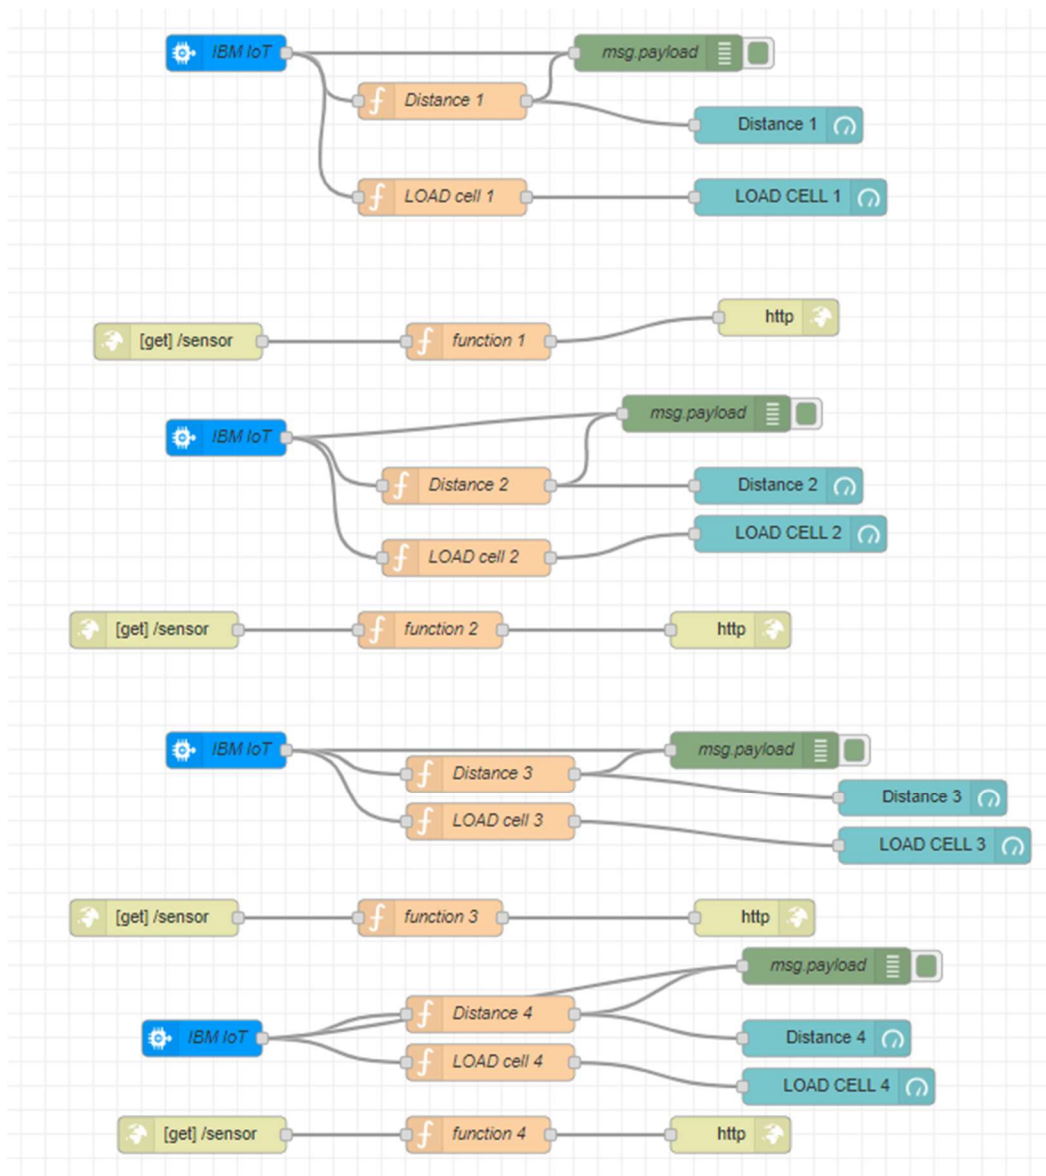 IBM IoT
msg.payload
Distance 1
Distance 1
LOAD cell 1
LOAD CELL 1
http
[get] /sensor
function 1
msg.payload
IBM IoT
Distance 2
Distance 2
LOAD CELL 2
LOAD cell 2
[get] /sensor
function 2
http
IBM IoT
msg.payload
Distance 3
Distance 3
LOAD cell 3
LOAD CELL 3
[get] /sensor
function 3
http
msg.payload
Distance 4
IBM IoT
Distance 4
LOAD cell 4
LOAD CELL 4
[get] /sensor
function 4
http